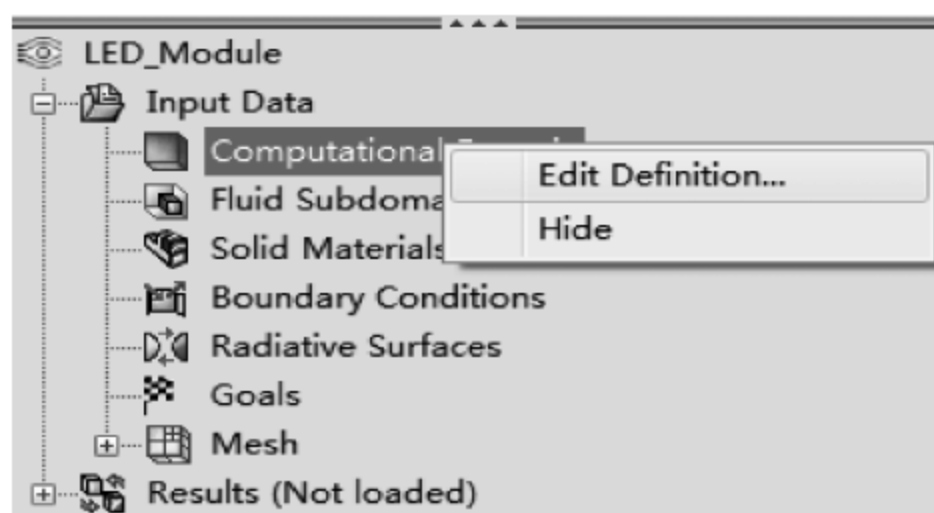 LED_Module
Input Data
Computational
Edit Definition...
Fluid Subdoma
Hide
Solid Materials
Boundary Conditions
Radiative Surfaces
Goals
Mesh
Results (Not loaded)